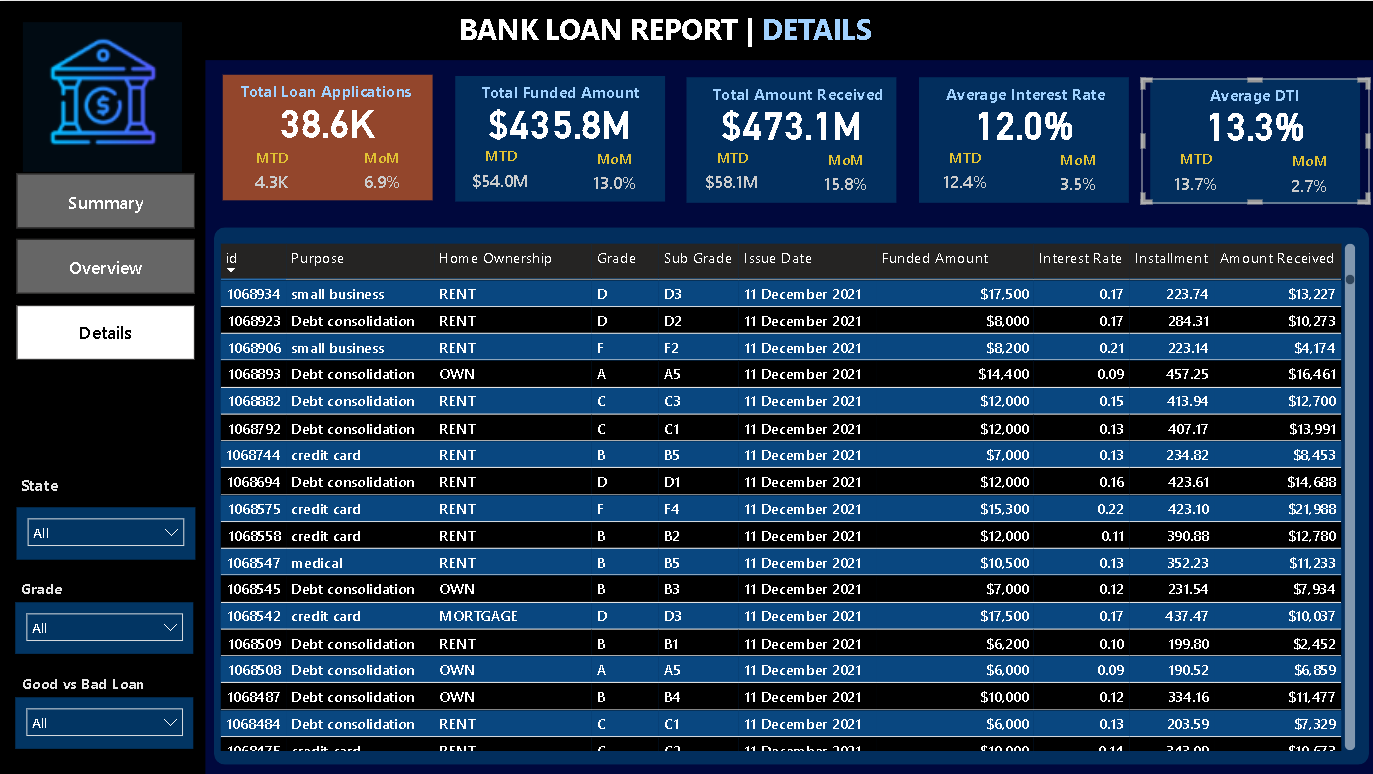 BANK LOAN REPORT | DETAILS
Total Loan Applications
38.6K
MTD MoM
4.3K 6.9%
Total Funded Amount
$435.8M
MTD MoM
$54.0M 13.0%
Total Amount Received
$473.1M
MTD MoM
$58.1M 15.8%
Average Interest Rate
12.0%
MTD MoM
12.4% 3.5%
Average DTI
13.3%
MTD MoM
13.7% 2.7%
Summary
Overview
Details
State
All
Grade
All
Good vs Bad Loan
All
id Purpose Home Ownership Grade Sub Grade Issue Date Funded Amount Interest Rate Installment Amount Received
1068934 small business RENT D D3 11 December 2021 $17,500 0.17 223.74 $13,227
1068923 Debt consolidation RENT D D2 11 December 2021 $8,000 0.17 284.31 $10,273
1068906 small business RENT F F2 11 December 2021 $8,200 0.21 223.14 $4,174
1068893 Debt consolidation OWN A A5 11 December 2021 $14,400 0.09 457.25 $16,461
1068882 Debt consolidation RENT C C3 11 December 2021 $12,000 0.15 413.94 $12,700
1068792 Debt consolidation RENT C C1 11 December 2021 $12,000 0.13 407.17 $13,991
1068744 credit card RENT B B5 11 December 2021 $7,000 0.13 234.82 $8,453
1068694 Debt consolidation RENT D D1 11 December 2021 $12,000 0.16 423.61 $14,688
1068575 credit card RENT F F4 11 December 2021 $15,300 0.22 423.10 $21,988
1068558 credit card RENT B B2 11 December 2021 $12,000 0.11 390.88 $12,780
1068547 medical RENT B B5 11 December 2021 $10,500 0.13 352.23 $11,233
1068545 Debt consolidation OWN B B3 11 December 2021 $7,000 0.12 231.54 $7,934
1068542 credit card MORTGAGE D D3 11 December 2021 $17,500 0.17 437.47 $10,037
1068509 Debt consolidation RENT B B1 11 December 2021 $6,200 0.10 199.80 $2,452
1068508 Debt consolidation OWN A A5 11 December 2021 $6,000 0.09 190.52 $6,859
1068487 Debt consolidation OWN B B4 11 December 2021 $10,000 0.12 334.16 $11,477
1068484 Debt consolidation RENT C C1 11 December 2021 $6,000 0.13 203.59 $7,329
credit card RENT C 11 December 2021